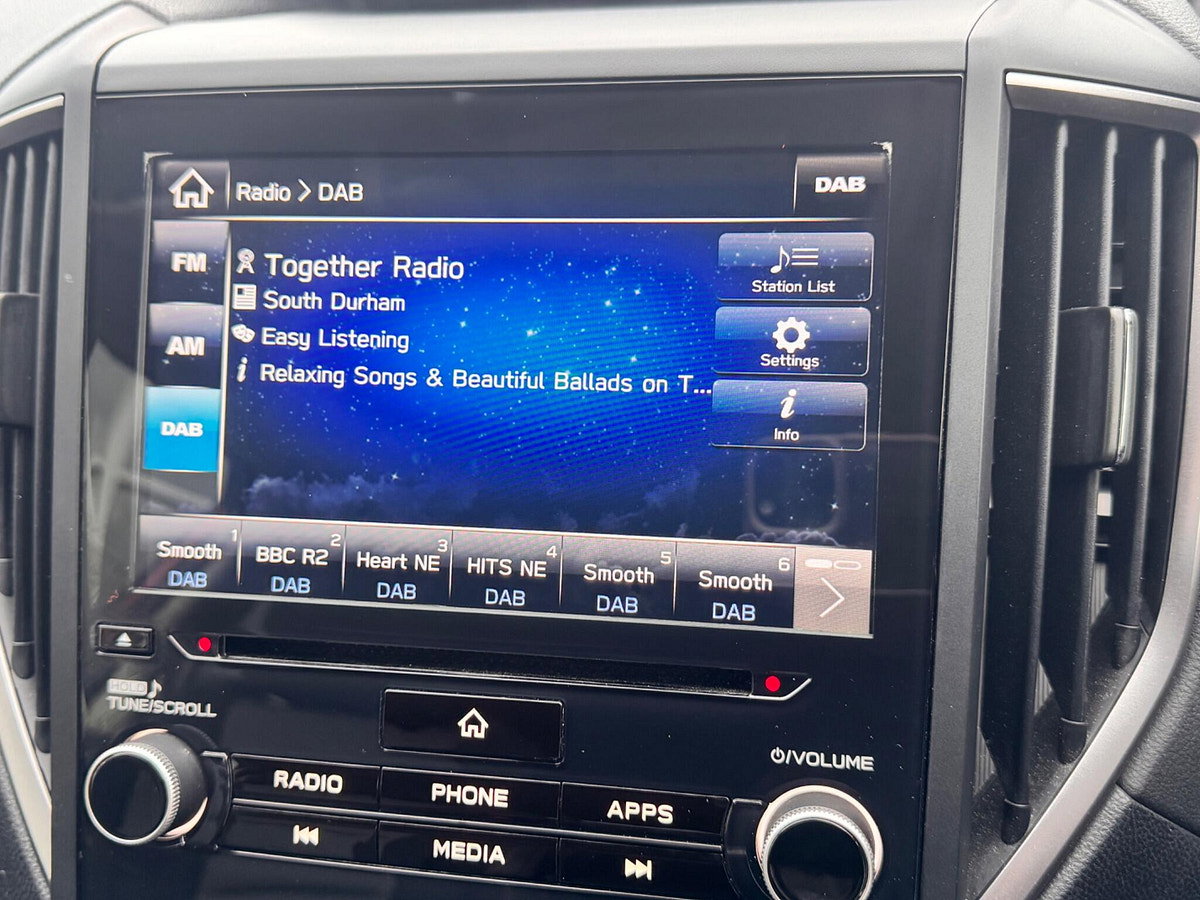 Radio > DAB
DAB
FM
AM
DAB
Together Radio
South Durham
Easy Listening
Relaxing Songs & Beautiful Ballads on T...
Station List
Settings
Info
1
Smooth
DAB
2
BBC R2
DAB
3
Heart NE
DAB
4
HITS NE
DAB
5
Smooth
DAB
6
Smooth
DAB
HOLD
TUNE/SCROLL
/VOLUME
RADIO
PHONE
APPS
MEDIA